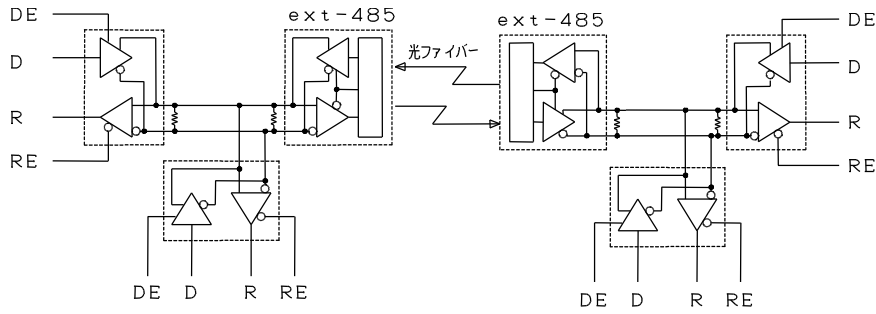 ext-485
ext-485
DE
DE
光ファイバー
D
D
R
R
RE
RE
DE D R RE
DE D R RE